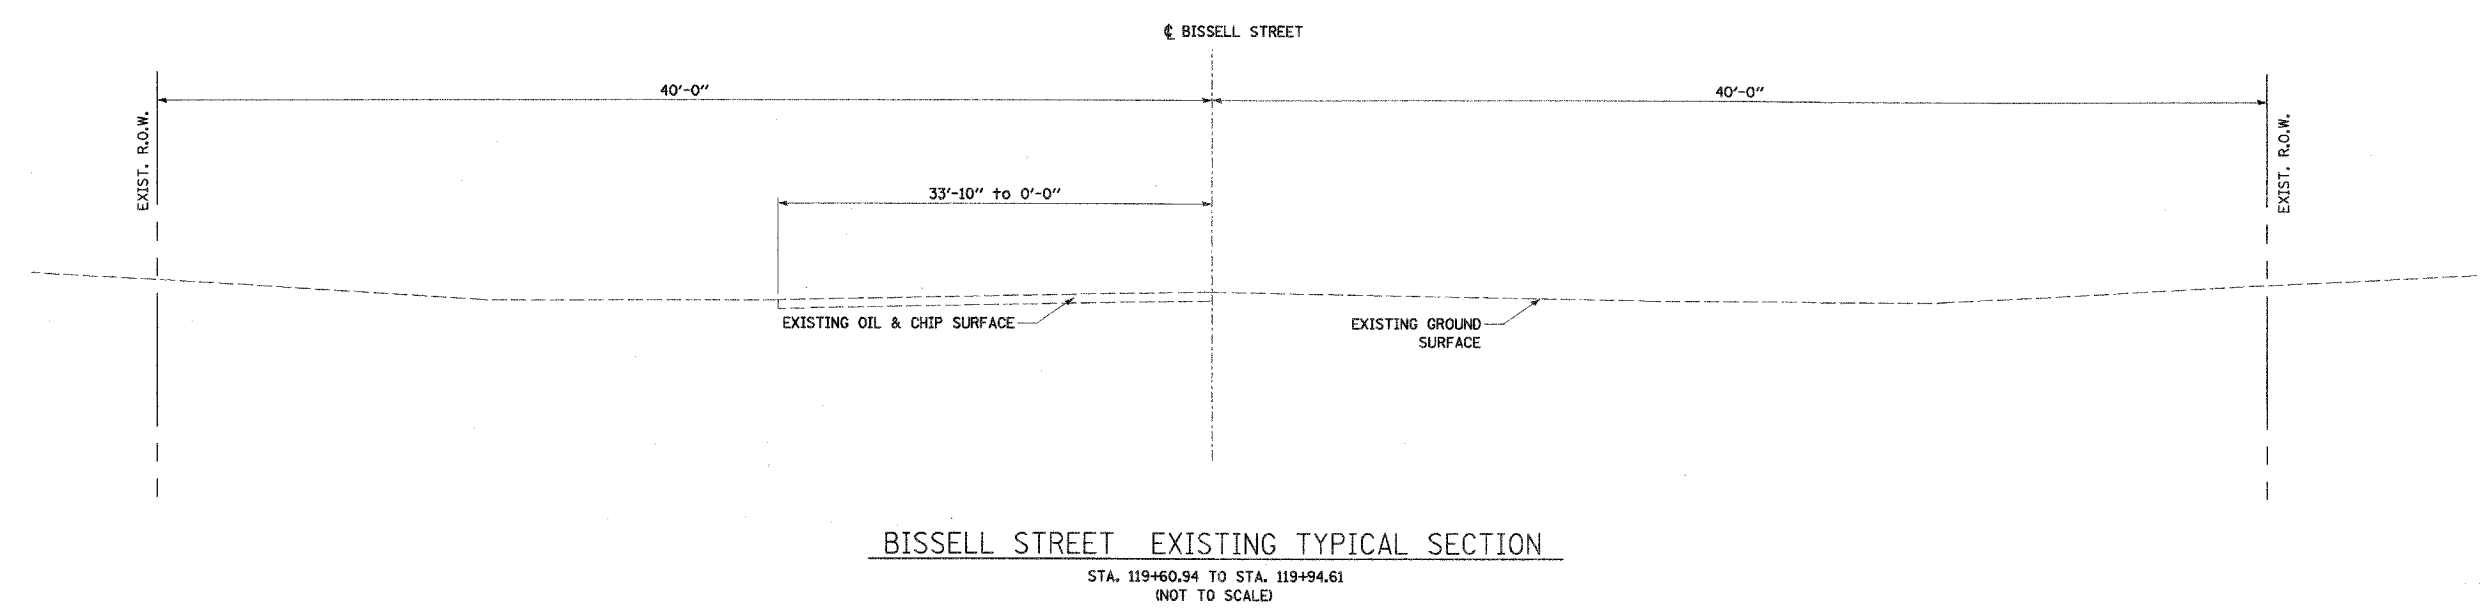 ℄ BISSELL STREET
40'-0"
40'-0"
EXIST. R.O.W.
EXIST. R.O.W.
33'-10" to 0'-0"
EXISTING OIL & CHIP SURFACE
EXISTING GROUND
SURFACE
BISSELL STREET EXISTING TYPICAL SECTION
STA. 119+60.94 TO STA. 119+94.61
(NOT TO SCALE)